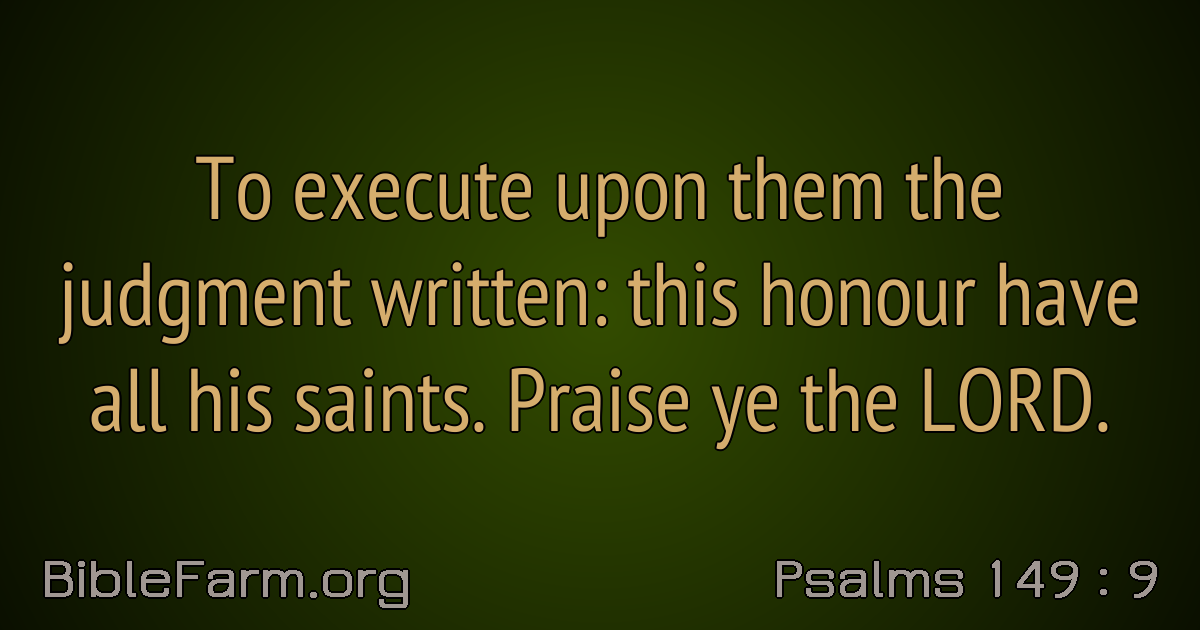 To execute upon them the
judgment written: this honour have
all his saints. Praise ye the LORD.
BibleFarm.org
Psalms 149 : 9